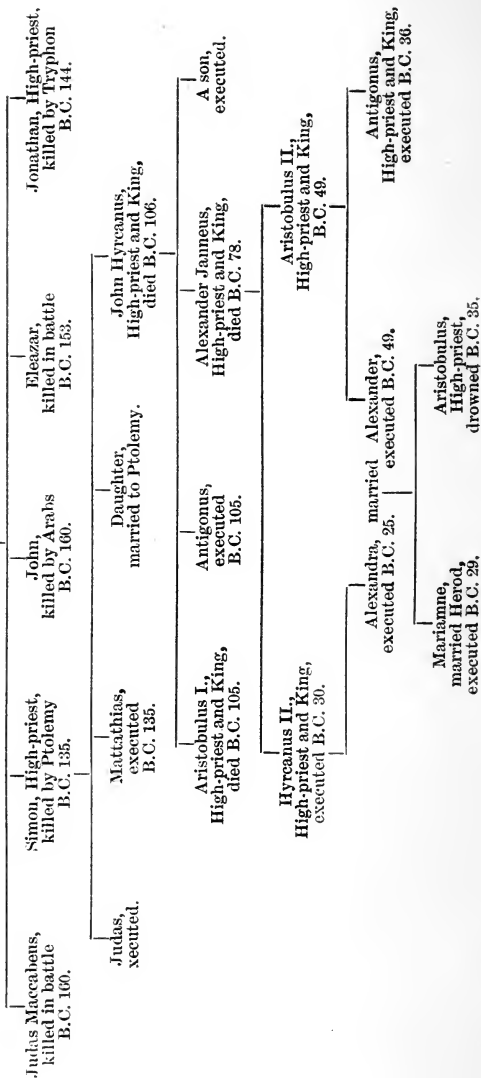 Judas Maccabeus,
killed in battle
B.C. 160.
Simon, High-priest,
killed by Ptolemy
B.C. 135.
John,
killed by Arabs
B.C. 160.
Eleazar,
killed in battle
B.C. 153.
Jonathan, High-priest,
killed by Tryphon
B.C. 144.
Judas,
xecuted.
Mattathias,
executed
B.C. 135.
Daughter,
married to Ptolemy.
John Hyrcanus,
High-priest and King,
died B.C. 106.
Aristobulus I.,
High-priest and King,
died B.C. 105.
Antigonus,
executed
B.C. 105.
Alexander Janneus,
High-priest and King,
died B.C. 78.
A son,
executed.
Hyrcanus II.,
High-priest and King,
executed B.C. 30.
Aristobulus II.,
High-priest and King,
B.C. 49.
Alexandra, married Alexander,
executed B.C. 25. executed B.C. 49.
Antigonus,
High-priest and King,
executed B.C. 36.
Mariamne,
married Herod,
executed B.C. 29.
Aristobulus,
High-priest,
drowned B.C. 35.